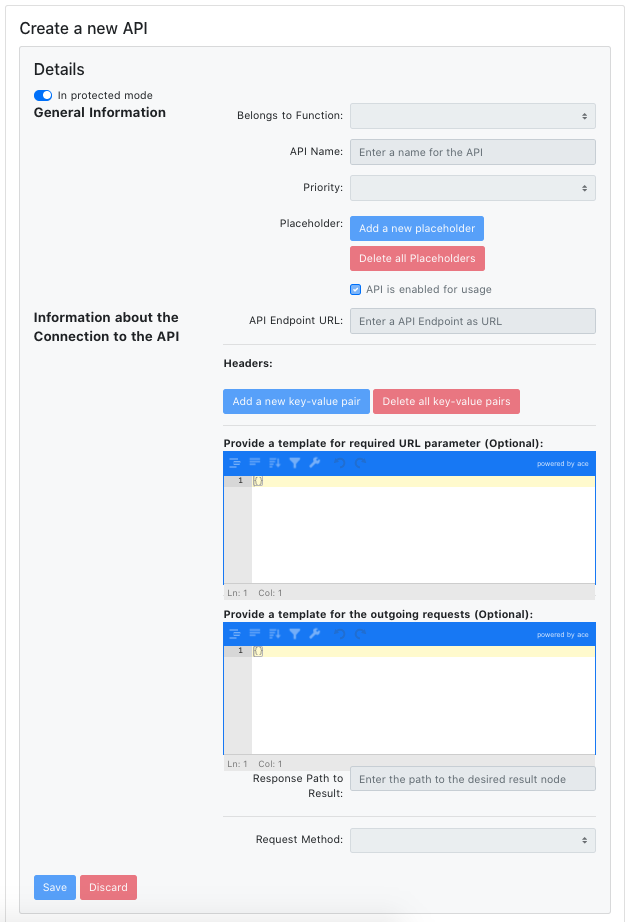 Create a new API
Details
In protected mode
General Information
Belongs to Function:
API Name:
Enter a name for the API
Priority:
Placeholder:
Add a new placeholder
Delete all Placeholders
API is enabled for usage
Information about the
Connection to the API
API Endpoint URL:
Enter a API Endpoint as URL
Headers:
Add a new key-value pair
Delete all key-value pairs
Provide a template for required URL parameter (Optional):
powered by ace
1
{}
Ln: 1 Col: 1
Provide a template for the outgoing requests (Optional):
powered by ace
1
{}
Ln: 1 Col: 1
Response Path to
Result:
Enter the path to the desired result node
Request Method:
Save
Discard